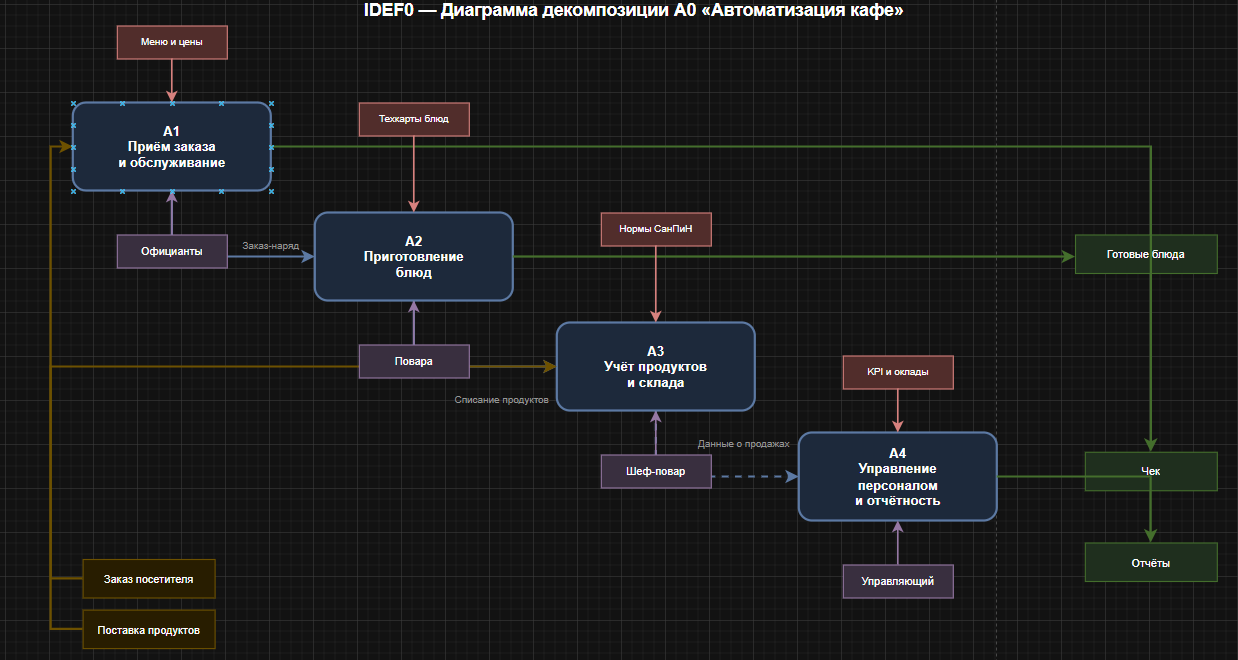 IDEF0 — Диаграмма декомпозиции А0 «Автоматизация кафе»
Меню и цены
А1
Приём заказа
и обслуживание
Техкарты блюд
Официанты
Заказ-наряд
А2
Приготовление
блюд
Нормы СанПиН
Готовые блюда
Повара
Списание продуктов
А3
Учёт продуктов
и склада
KPI и оклады
Шеф-повар
Данные о продажах
А4
Управление
персоналом
и отчётность
Чек
Управляющий
Отчёты
Заказ посетителя
Поставка продуктов